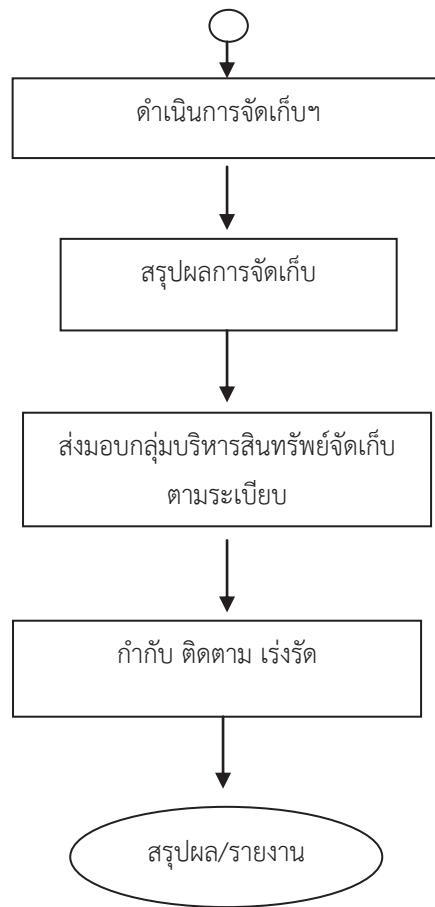 ดำเนินการจัดเก็บฯ
สรุปผลการจัดเก็บ
ส่งมอบกลุ่มบริหารสินทรัพย์จัดเก็บ
ตามระเบียบ
กำกับ ติดตาม เร่งรัด
สรุปผล/รายงาน